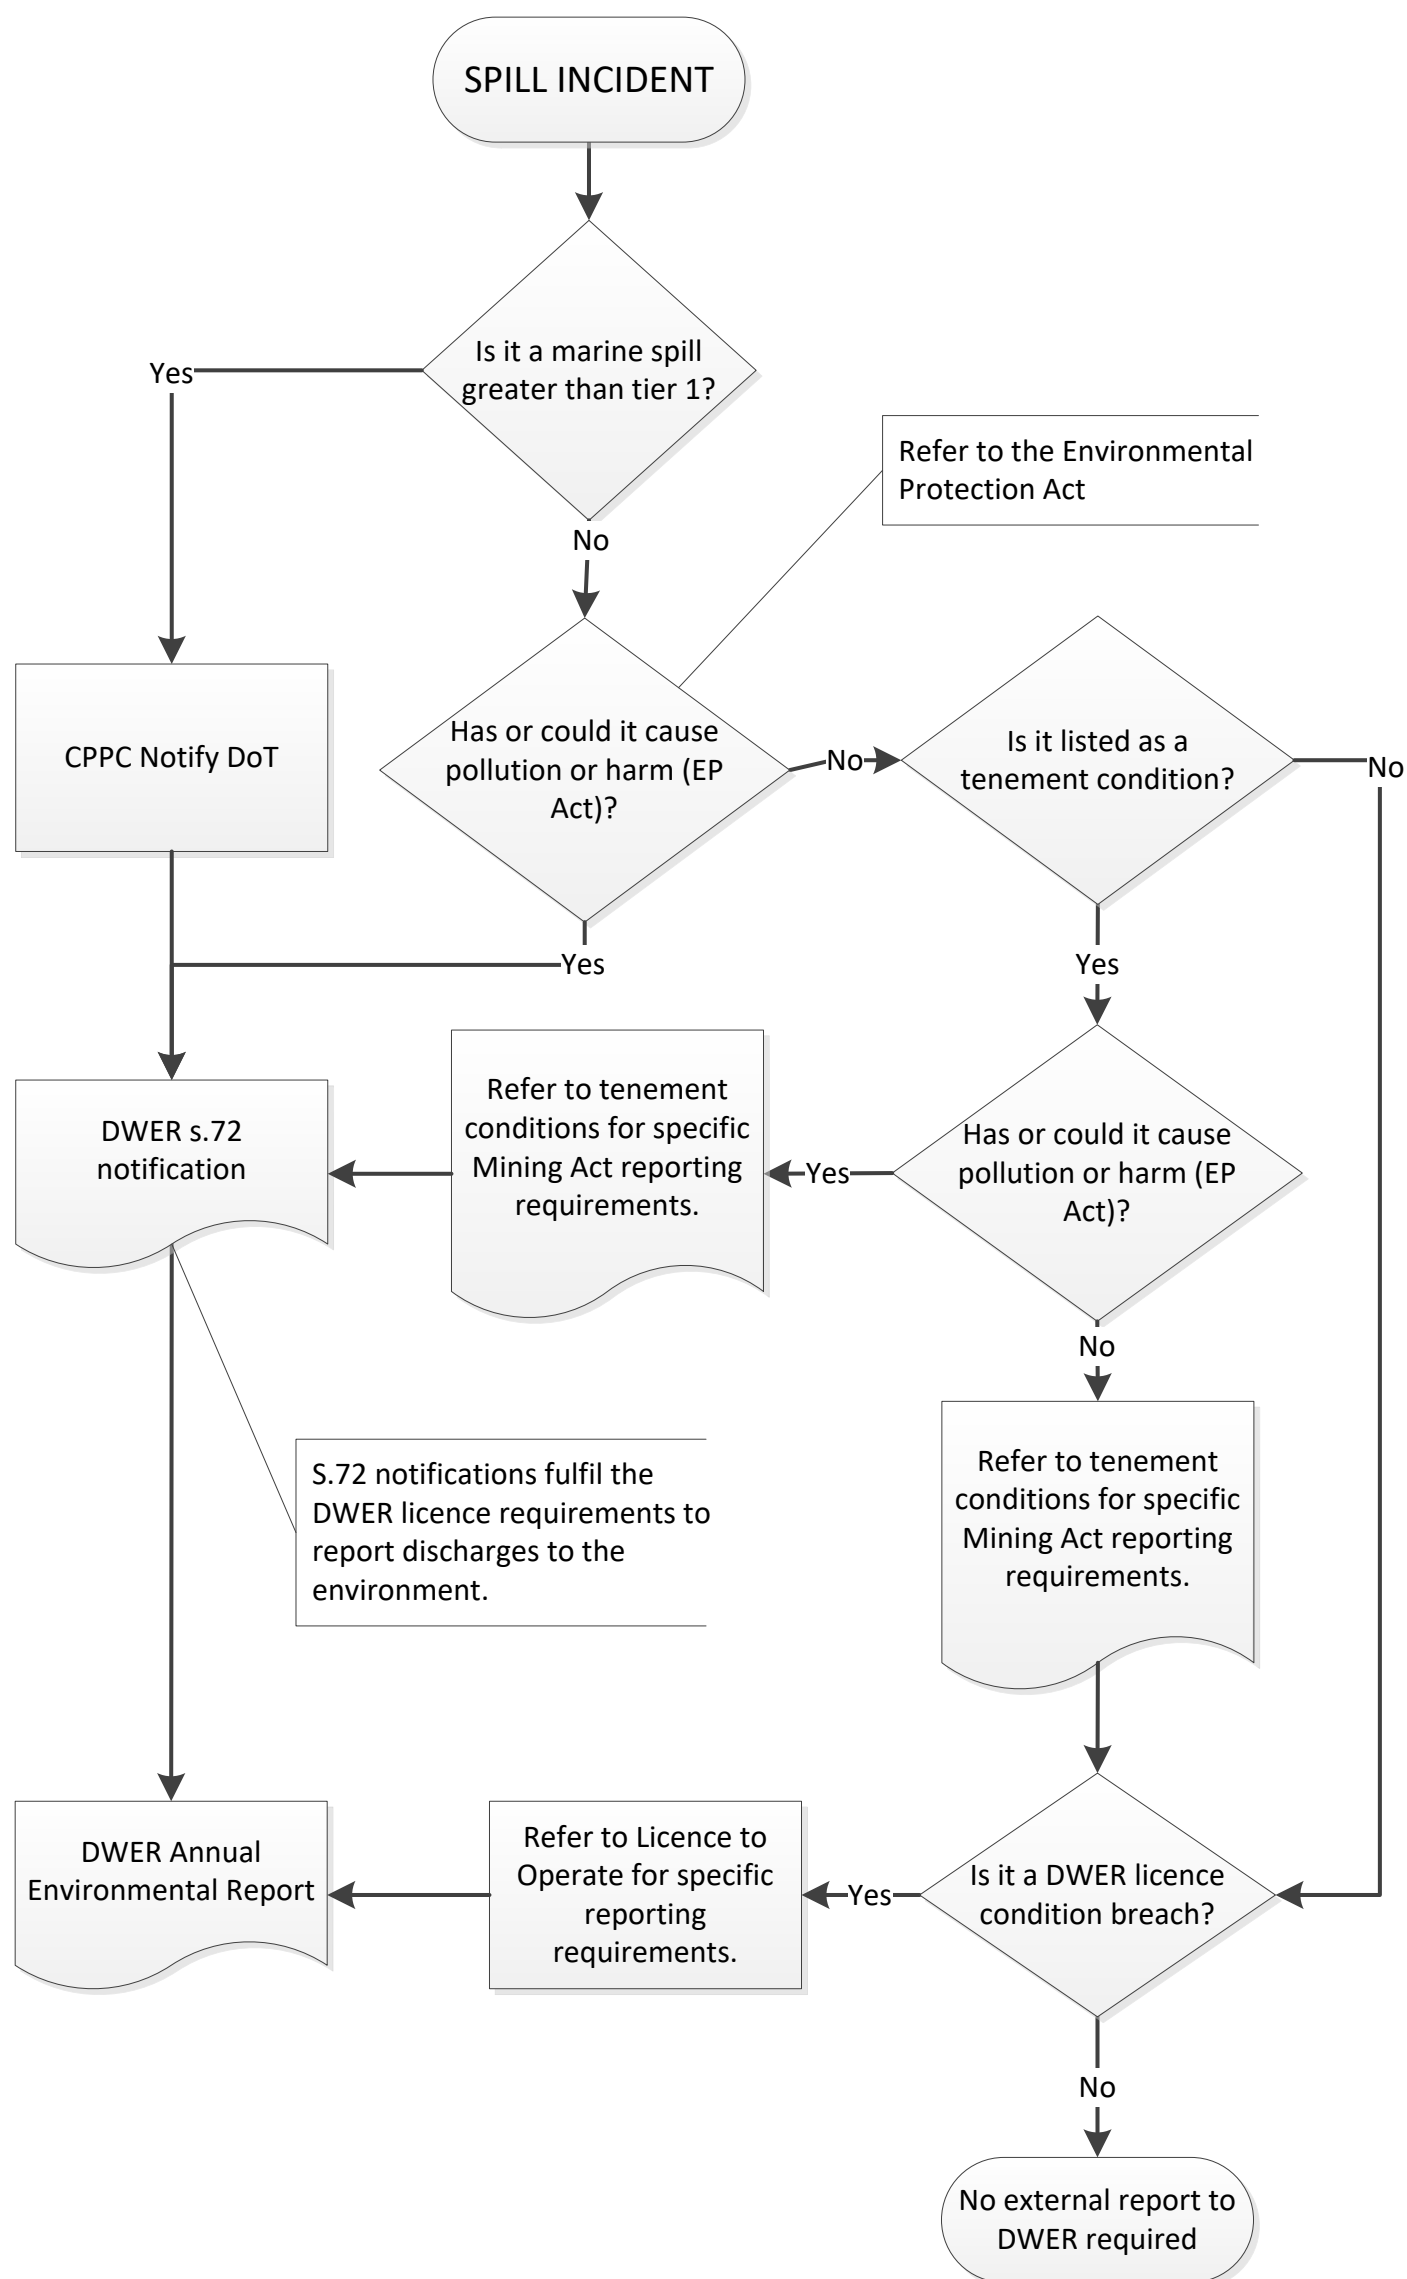 SPILL INCIDENT
Is it a marine spill
greater than tier 1?
Yes
No
Refer to the Environmental
Protection Act
CPPC Notify DoT
Has or could it cause
pollution or harm (EP
Act)?
No
Is it listed as a
tenement condition?
No
Yes
Yes
DWER s.72
notification
Refer to tenement
conditions for specific
Mining Act reporting
requirements.
Yes
Has or could it cause
pollution or harm (EP
Act)?
No
S.72 notifications fulfil the
DWER licence requirements to
report discharges to the
environment.
Refer to tenement
conditions for specific
Mining Act reporting
requirements.
DWER Annual
Environmental Report
Refer to Licence to
Operate for specific
reporting
requirements.
Yes
Is it a DWER licence
condition breach?
No
No external report to
DWER required